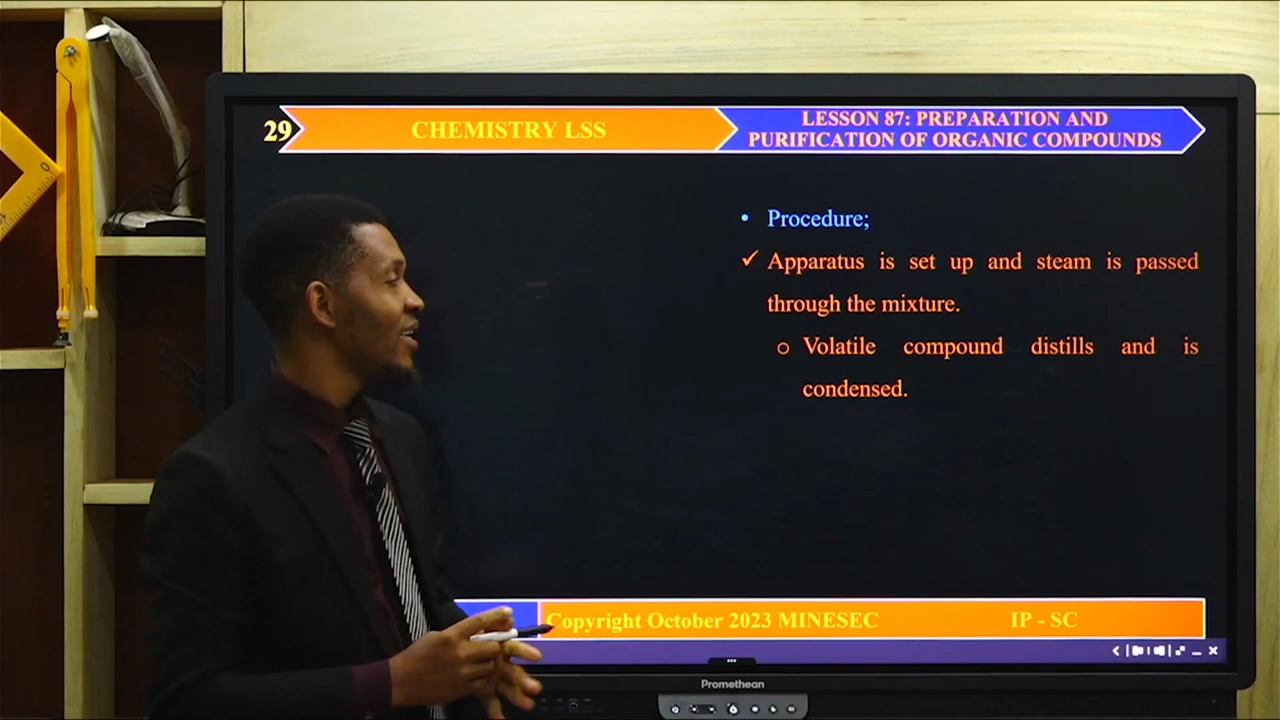 29
CHEMISTRY LSS
LESSON 87: PREPARATION AND
PURIFICATION OF ORGANIC COMPOUNDS
• Procedure;
✓ Apparatus is set up and steam is passed
through the mixture.
o Volatile compound distills and is
condensed.
Copyright October 2023 MINESEC
IP - SC
Promethean